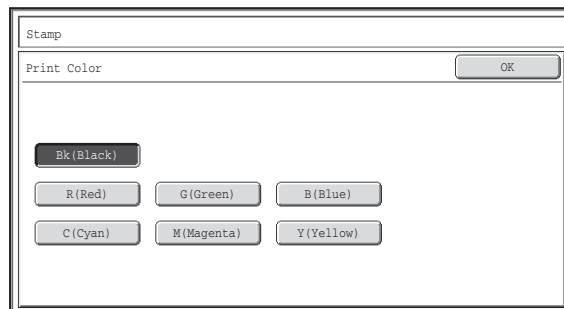 Stamp
Print Color OK
Bk(Black)
R(Red) G(Green) B(Blue)
C(Cyan) M(Magenta) Y(Yellow)